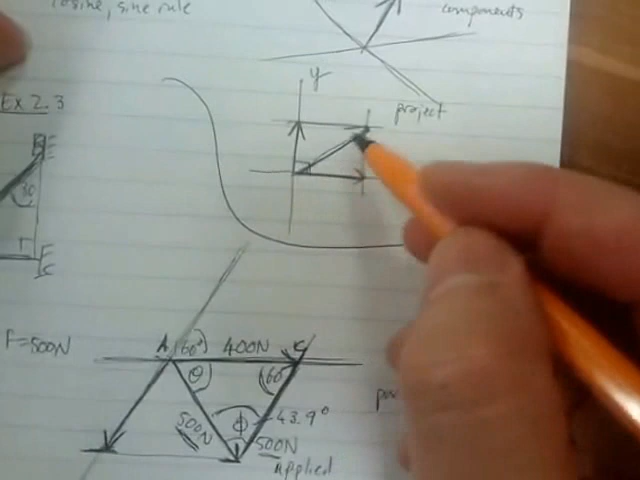 cosine, sine rule
components
y
project
Ex 2.3
30
F=500N
A 60° 400N C
θ 60
500N φ 43.9°
500N
applied